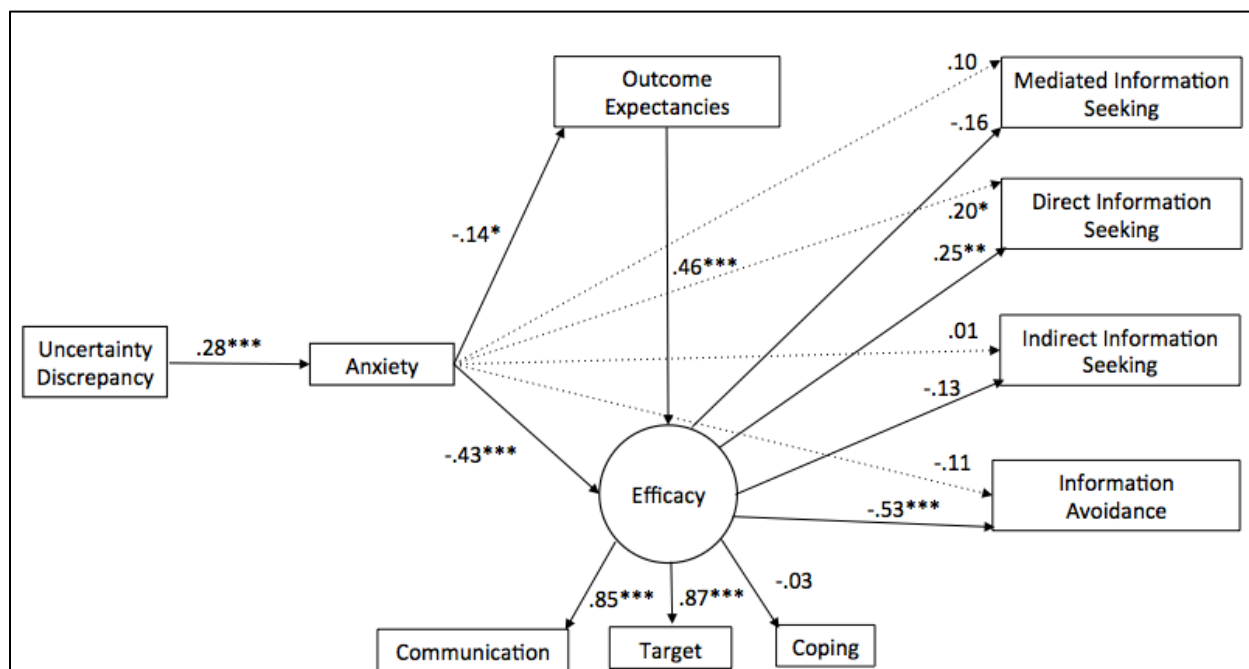 .10
Outcome
Expectancies
Mediated Information
Seeking
-.16
Direct Information
Seeking
.20*
-.14*
.25**
.46***
Uncertainty
Discrepancy
.28***
Anxiety
.01
Indirect Information
Seeking
-.13
-.43***
-.11
Efficacy
Information
Avoidance
-.53***
-.03
.85***
.87***
Communication
Target
Coping